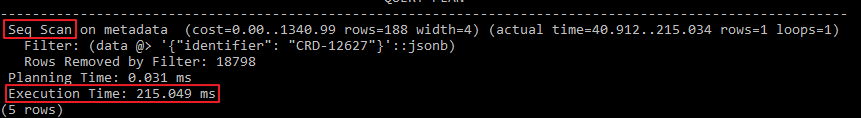 QUERY PLAN
--------------------------------------------------------------------------------------------------------
Seq Scan on metadata  (cost=0.00..1340.99 rows=188 width=4) (actual time=40.912..215.034 rows=1 loops=1)
  Filter: (data @> '{"identifier": "CRD-12627"}'::jsonb)
  Rows Removed by Filter: 18798
Planning Time: 0.031 ms
Execution Time: 215.049 ms
(5 rows)